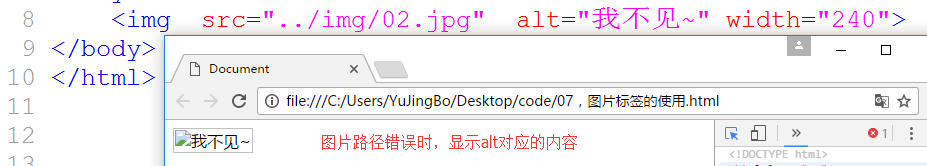 8 <img src="../img/02.jpg" alt="我不见~" width="240">
9 </body>
10 </html>
11
12
13
Document
file:///C:/Users/YuJingBo/Desktop/code/07，图片标签的使用.html
我不见~
图片路径错误时，显示alt对应的内容
1
<!DOCTYPE html>